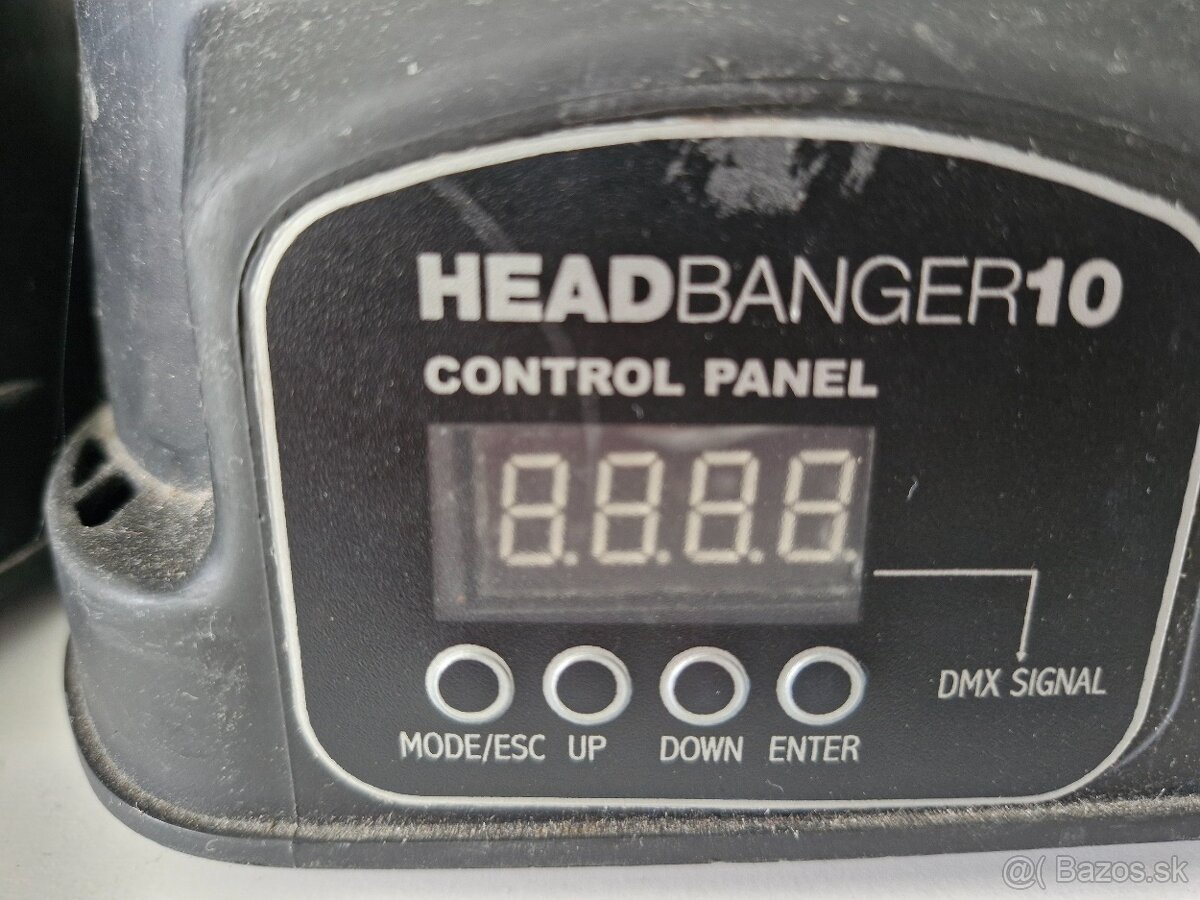 HEADBANGER10
CONTROL PANEL
8.8.8.8.
DMX SIGNAL
MODE/ESC UP DOWN ENTER
@( Bazos.sk